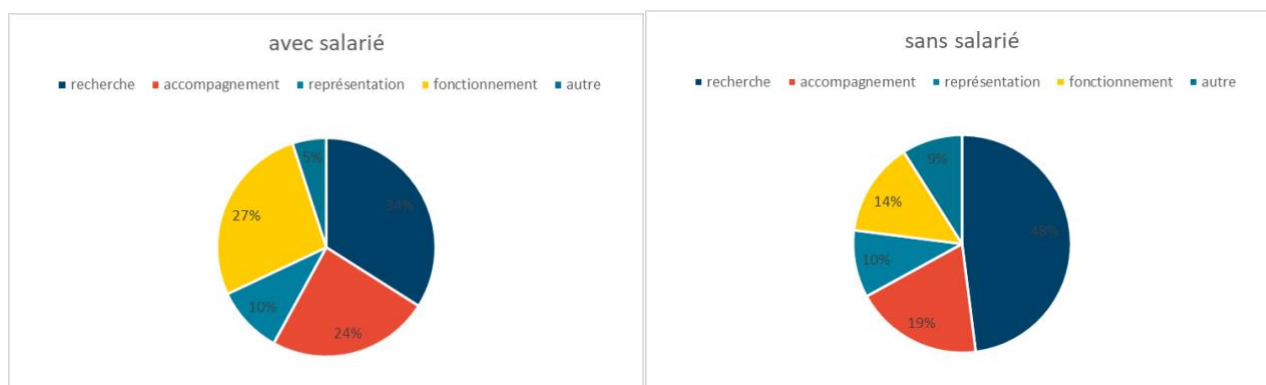 avec salarié
recherche accompagnement représentation fonctionnement autre
5%
34%
27%
10%
24%
sans salarié
recherche accompagnement représentation fonctionnement autre
9%
48%
14%
10%
19%